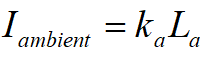 I_ambient = k_a L_a